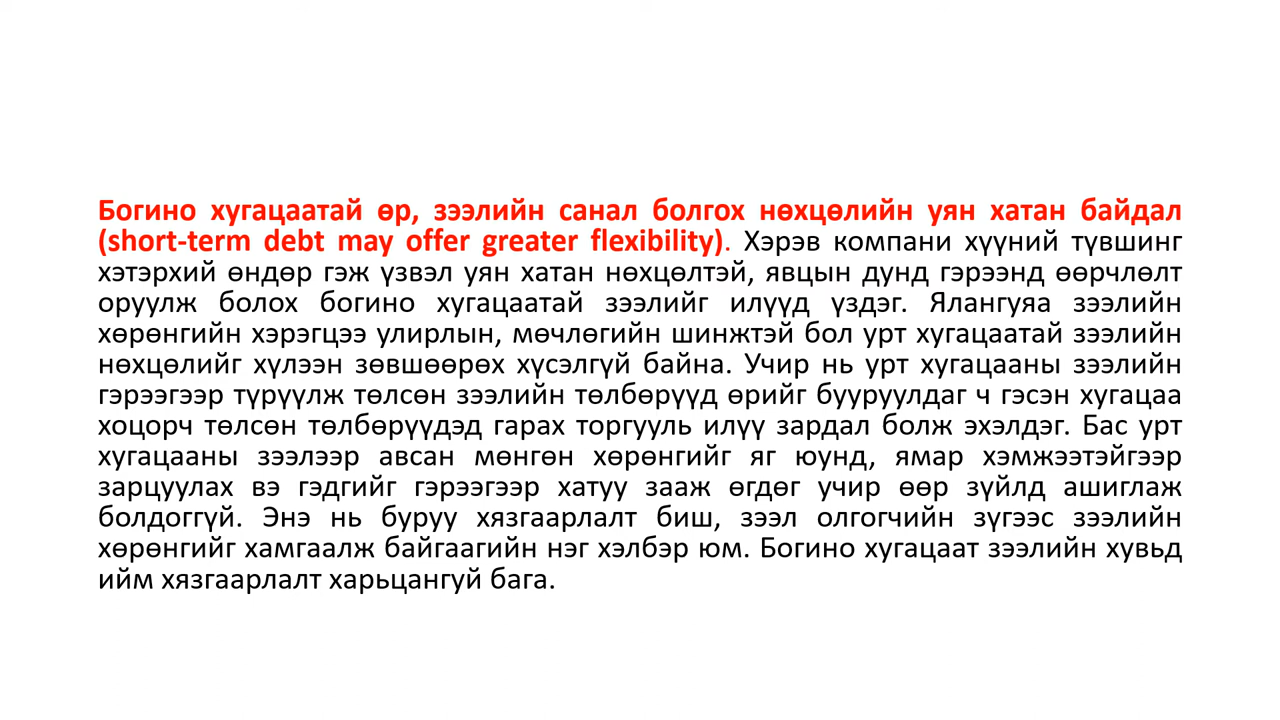 Богино хугацаатай өр, зээлийн санал болгох нөхцөлийн уян хатан байдал
(short-term debt may offer greater flexibility). Хэрэв компани хүүний түвшинг
хэтэрхий өндөр гэж үзвэл уян хатан нөхцөлтэй, явцын дунд гэрээнд өөрчлөлт
оруулж болох богино хугацаатай зээлийг илүүд үздэг. Ялангуяа зээлийн
хөрөнгийн хэрэгцээ улирлын, мөчлөгийн шинжтэй бол урт хугацаатай зээлийн
нөхцөлийг хүлээн зөвшөөрөх хүсэлгүй байна. Учир нь урт хугацааны зээлийн
гэрээгээр түрүүлж төлсөн зээлийн төлбөрүүд өрийг бууруулдаг ч гэсэн хугацаа
хоцорч төлсөн төлбөрүүдэд гарах торгууль илүү зардал болж эхэлдэг. Бас урт
хугацааны зээлээр авсан мөнгөн хөрөнгийг яг юунд, ямар хэмжээтэйгээр
зарцуулах вэ гэдгийг гэрээгээр хатуу зааж өгдөг учир өөр зүйлд ашиглаж
болдоггүй. Энэ нь буруу хязгаарлалт биш, зээл олгогчийн зүгээс зээлийн
хөрөнгийг хамгаалж байгаагийн нэг хэлбэр юм. Богино хугацаат зээлийн хувьд
ийм хязгаарлалт харьцангуй бага.